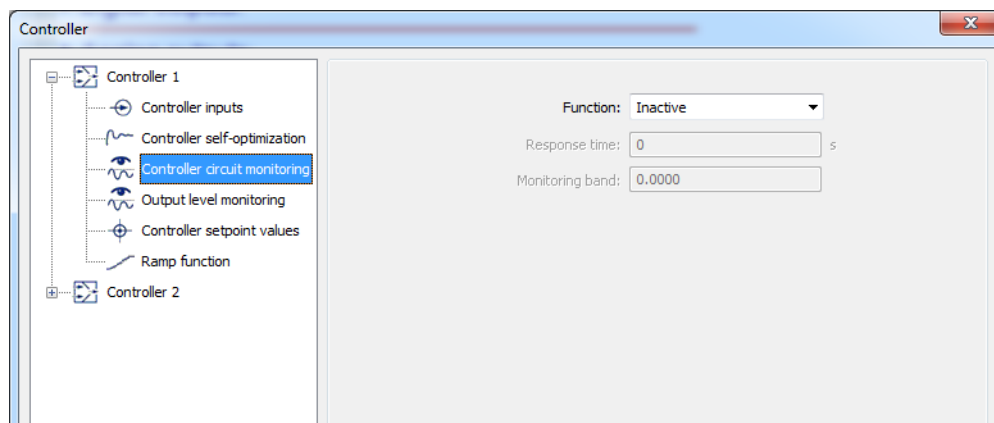 Controller
Controller 1
Controller inputs
Controller self-optimization
Controller circuit monitoring
Output level monitoring
Controller setpoint values
Ramp function
Controller 2
Function: Inactive
Response time: 0 s
Monitoring band: 0.0000